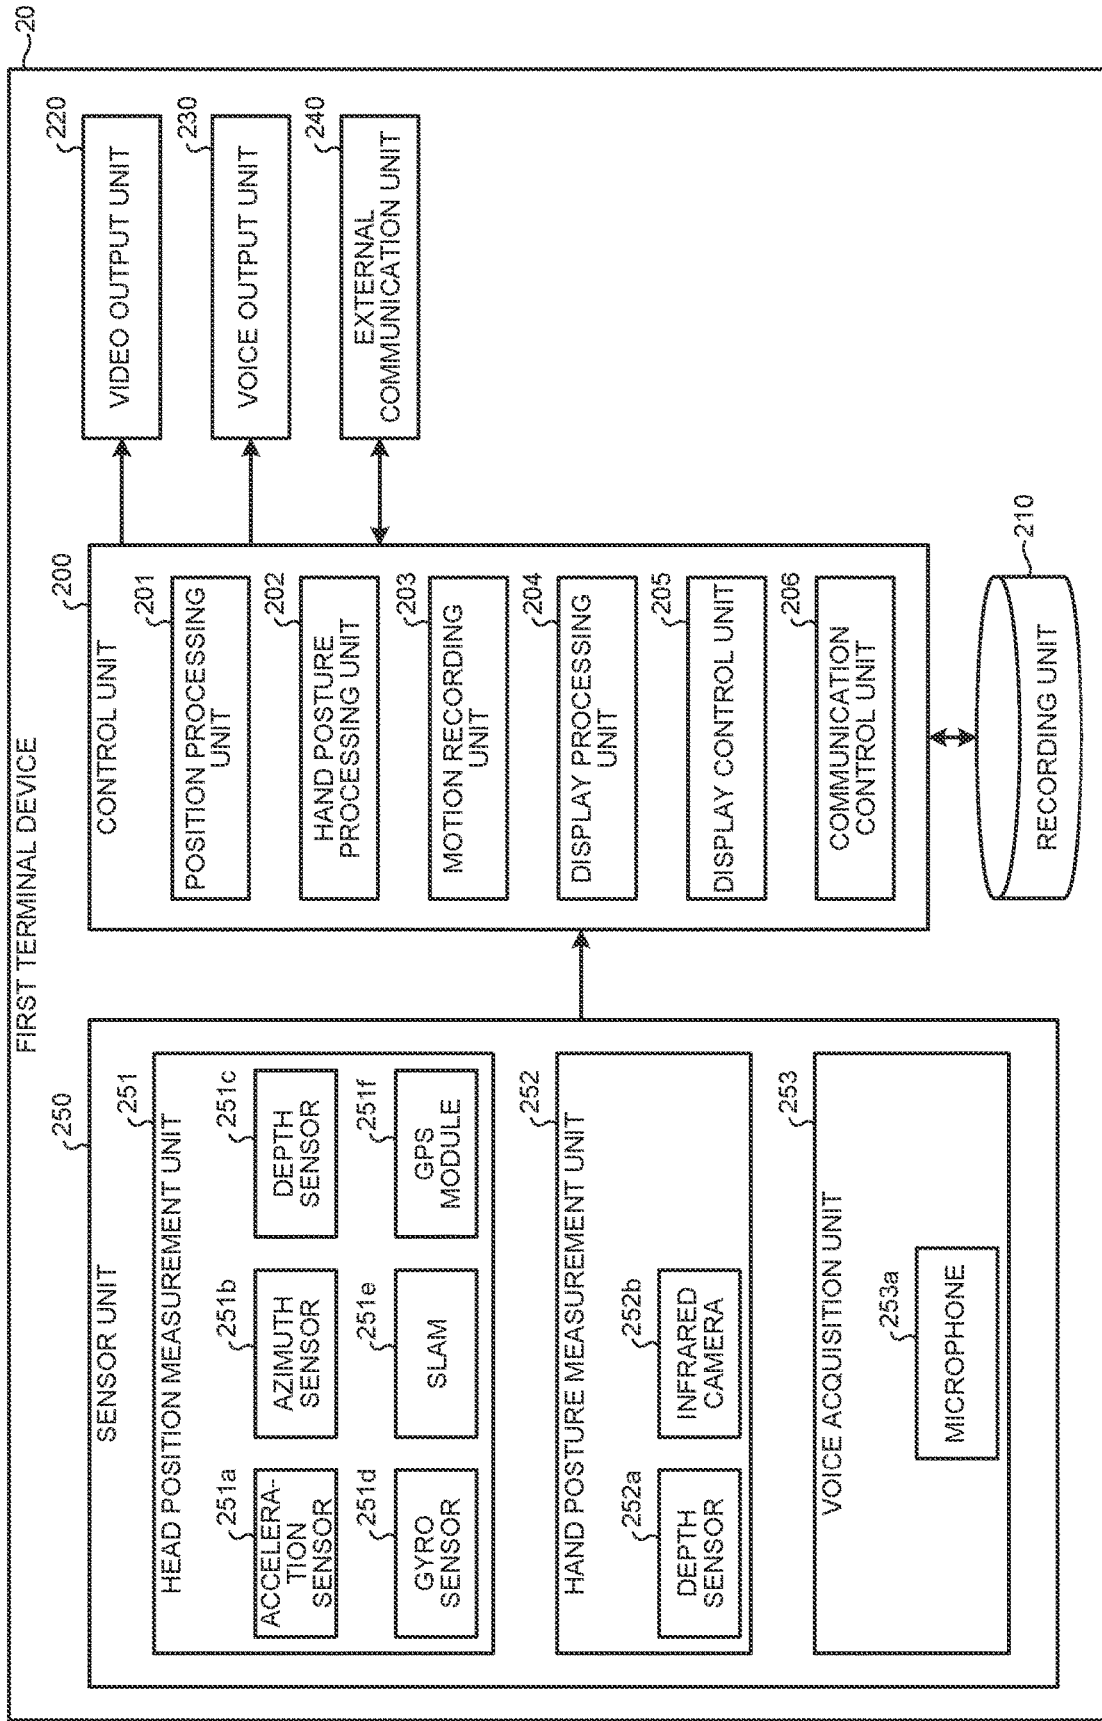 FIRST TERMINAL DEVICE
20
SENSOR UNIT
250
HEAD POSITION MEASUREMENT UNIT
251
251a
ACCELERA-
TION
SENSOR
251b
AZIMUTH
SENSOR
251c
DEPTH
SENSOR
251d
GYRO
SENSOR
251e
SLAM
251f
GPS
MODULE
HAND POSTURE MEASUREMENT UNIT
252
252a
DEPTH
SENSOR
252b
INFRARED
CAMERA
VOICE ACQUISITION UNIT
253
253a
MICROPHONE
CONTROL UNIT
200
201
POSITION PROCESSING
UNIT
202
HAND POSTURE
PROCESSING UNIT
203
MOTION RECORDING
UNIT
204
DISPLAY PROCESSING
UNIT
205
DISPLAY CONTROL UNIT
206
COMMUNICATION
CONTROL UNIT
210
RECORDING UNIT
220
VIDEO OUTPUT UNIT
230
VOICE OUTPUT UNIT
240
EXTERNAL
COMMUNICATION UNIT